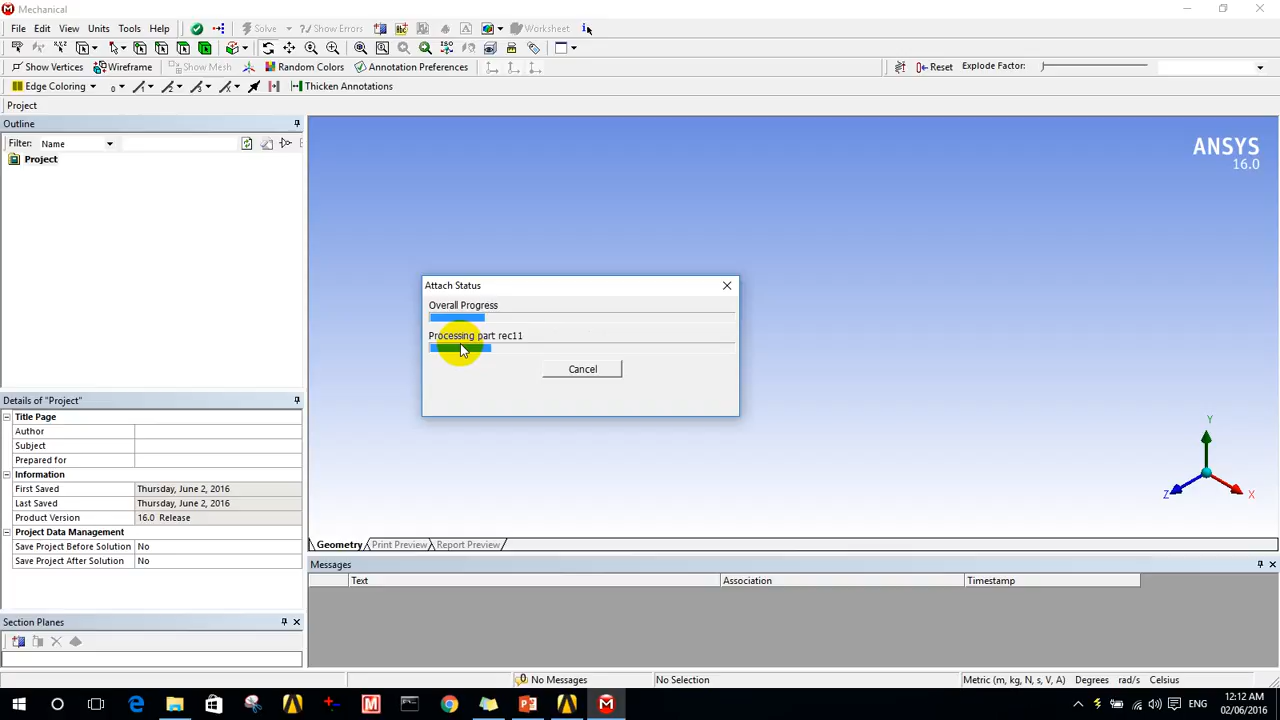 Mechanical
File Edit View Units Tools Help Solve Show Errors Worksheet
Show Vertices Wireframe Show Mesh Random Colors Annotation Preferences Reset Explode Factor:
Edge Coloring Thicken Annotations
Project
Outline
Filter: Name
Project
ANSYS
16.0
Attach Status
Overall Progress
Processing part rec11
Cancel
Details of "Project"
Title Page
Author
Subject
Prepared for
Information
First Saved Thursday, June 2, 2016
Last Saved Thursday, June 2, 2016
Product Version 16.0 Release
Project Data Management
Save Project Before Solution No
Save Project After Solution No
Y
Z
X
Geometry Print Preview Report Preview
Messages
Text Association Timestamp
Section Planes
No Messages No Selection Metric (m, kg, N, s, V, A) Degrees rad/s Celsius
ENG
12:12 AM
02/06/2016